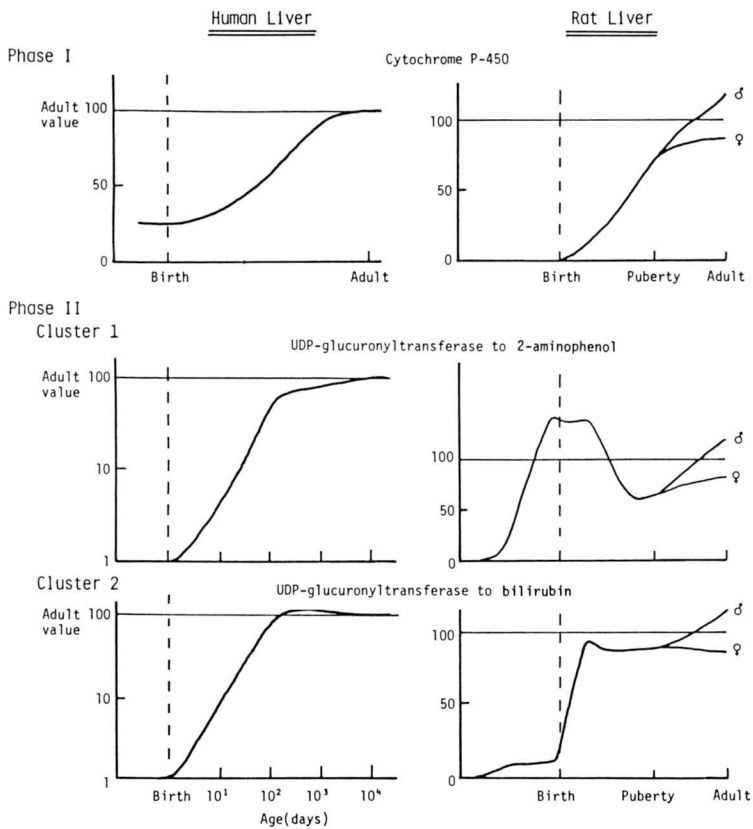 Human Liver
Rat Liver
Phase I
Cytochrome P-450
Adult value 100
50
0
Birth
Adult
100
50
0
♂
♀
Birth
Puberty
Adult
Phase II
Cluster 1
UDP-glucuronyltransferase to 2-aminophenol
Adult value 100
10
1
100
50
0
♂
♀
Cluster 2
UDP-glucuronyltransferase to bilirubin
Adult value 100
10
1
Birth
10¹
10²
10³
10⁴
Age(days)
100
50
0
♂
♀
Birth
Puberty
Adult